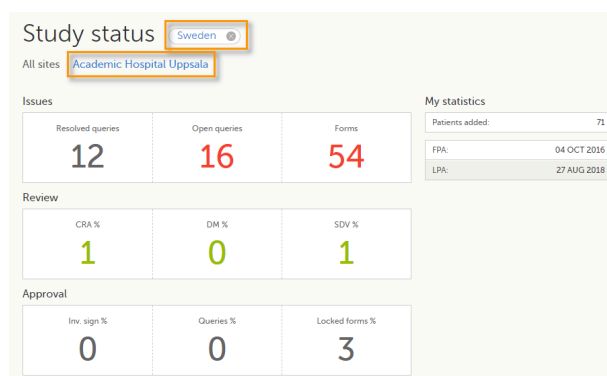 Study status Sweden
All sites Academic Hospital Uppsala
Issues
Resolved queries Open queries Forms
12 16 54
Review
CRA % DM % SDV %
1 0 1
Approval
Inv. sign % Queries % Locked forms %
0 0 3
My statistics
Patients added: 71
FPA: 04 OCT 2016
LPA: 27 AUG 2018